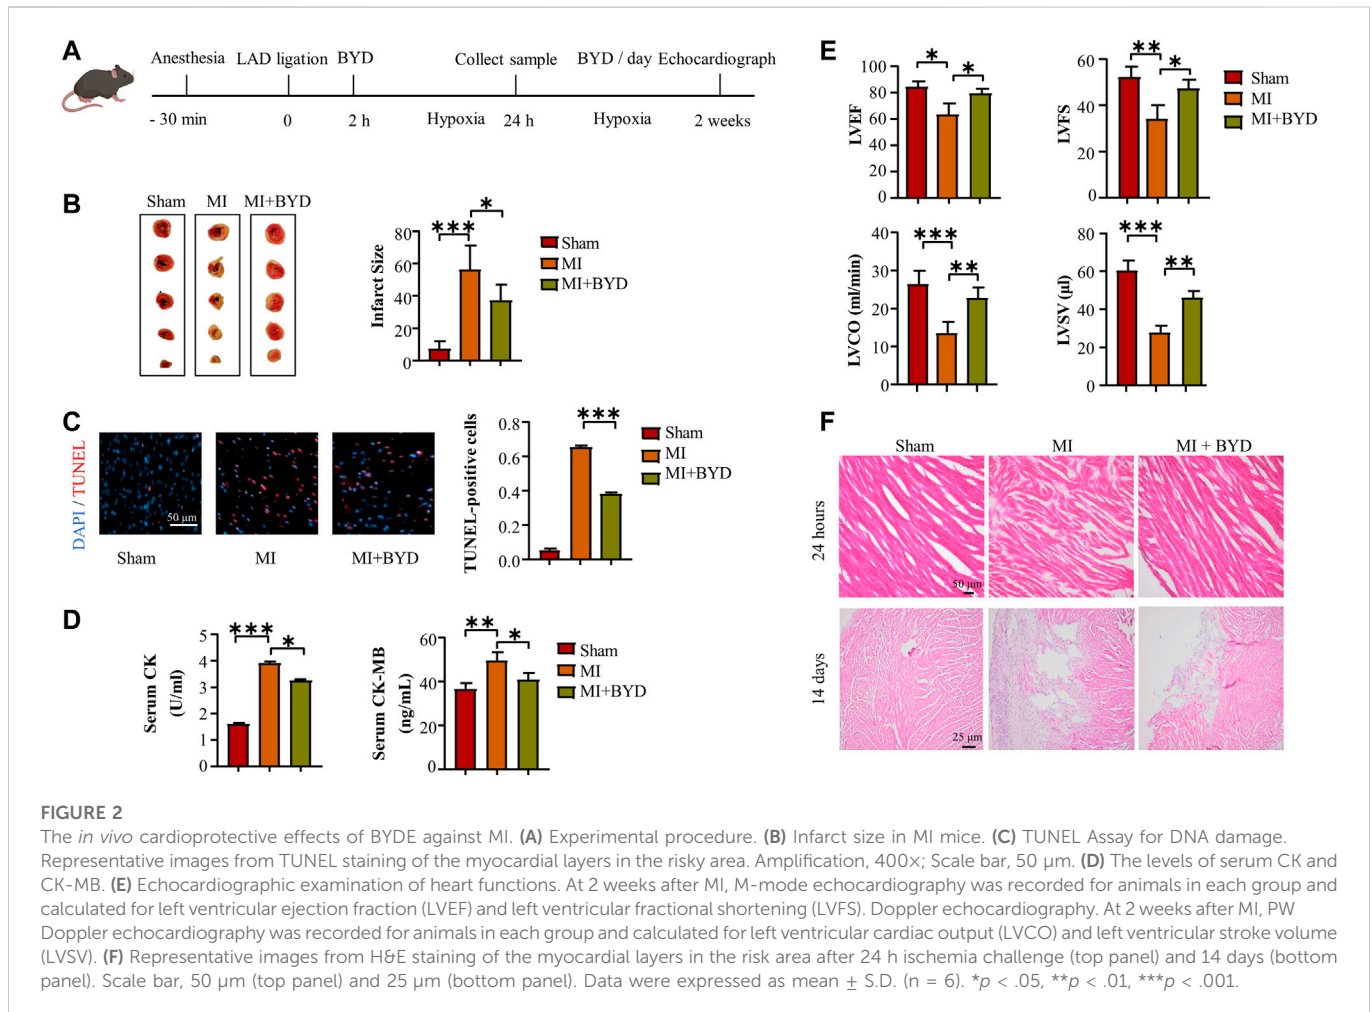 A
Anesthesia LAD ligation BYD Collect sample BYD / day Echocardiograph
- 30 min 0 2 h Hypoxia 24 h Hypoxia 2 weeks
B
Sham MI MI+BYD
Infarct Size
80
60
40
20
0
*** *
Sham
MI
MI+BYD
C
DAPI / TUNEL
50 µm
Sham MI MI+BYD
TUNEL-positive cells
0.8
0.6
0.4
0.2
0.0
***
Sham
MI
MI+BYD
D
Serum CK
(U/ml)
5
4
3
2
1
0
*** *
Serum CK-MB
(ng/mL)
60
40
20
0
** *
Sham
MI
MI+BYD
E
LVEF
100
80
60
40
20
0
* *
LVFS
60
40
20
0
** *
Sham
MI
MI+BYD
LVCO (ml/min)
40
30
20
10
0
*** **
LVSV (µl)
80
60
40
20
0
*** **
F
Sham MI MI + BYD
24 hours
50 µm
14 days
25 µm
FIGURE 2
The in vivo cardioprotective effects of BYDE against MI. (A) Experimental procedure. (B) Infarct size in MI mice. (C) TUNEL Assay for DNA damage.
Representative images from TUNEL staining of the myocardial layers in the risky area. Amplification, 400×; Scale bar, 50 µm. (D) The levels of serum CK and
CK-MB. (E) Echocardiographic examination of heart functions. At 2 weeks after MI, M-mode echocardiography was recorded for animals in each group and
calculated for left ventricular ejection fraction (LVEF) and left ventricular fractional shortening (LVFS). Doppler echocardiography. At 2 weeks after MI, PW
Doppler echocardiography was recorded for animals in each group and calculated for left ventricular cardiac output (LVCO) and left ventricular stroke volume
(LVSV). (F) Representative images from H&E staining of the myocardial layers in the risk area after 24 h ischemia challenge (top panel) and 14 days (bottom
panel). Scale bar, 50 µm (top panel) and 25 µm (bottom panel). Data were expressed as mean ± S.D. (n = 6). *p < .05, **p < .01, ***p < .001.